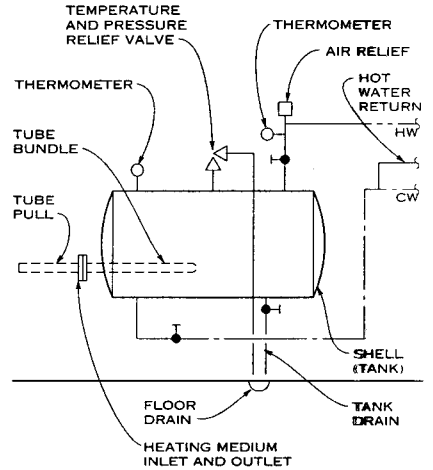 TEMPERATURE
AND PRESSURE
RELIEF VALVE
THERMOMETER
AIR RELIEF
HOT
WATER
RETURN
THERMOMETER
HW
TUBE
BUNDLE
TUBE
PULL
CW
SHELL
(TANK)
FLOOR
DRAIN
TANK
DRAIN
HEATING MEDIUM
INLET AND OUTLET